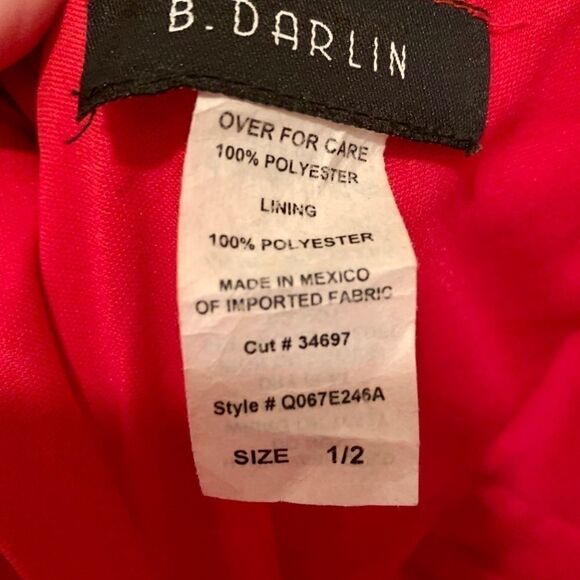 B. DARLIN
OVER FOR CARE
100% POLYESTER
LINING
100% POLYESTER
MADE IN MEXICO
OF IMPORTED FABRIC
Cut # 34697
Style # Q067E246A
SIZE 1/2